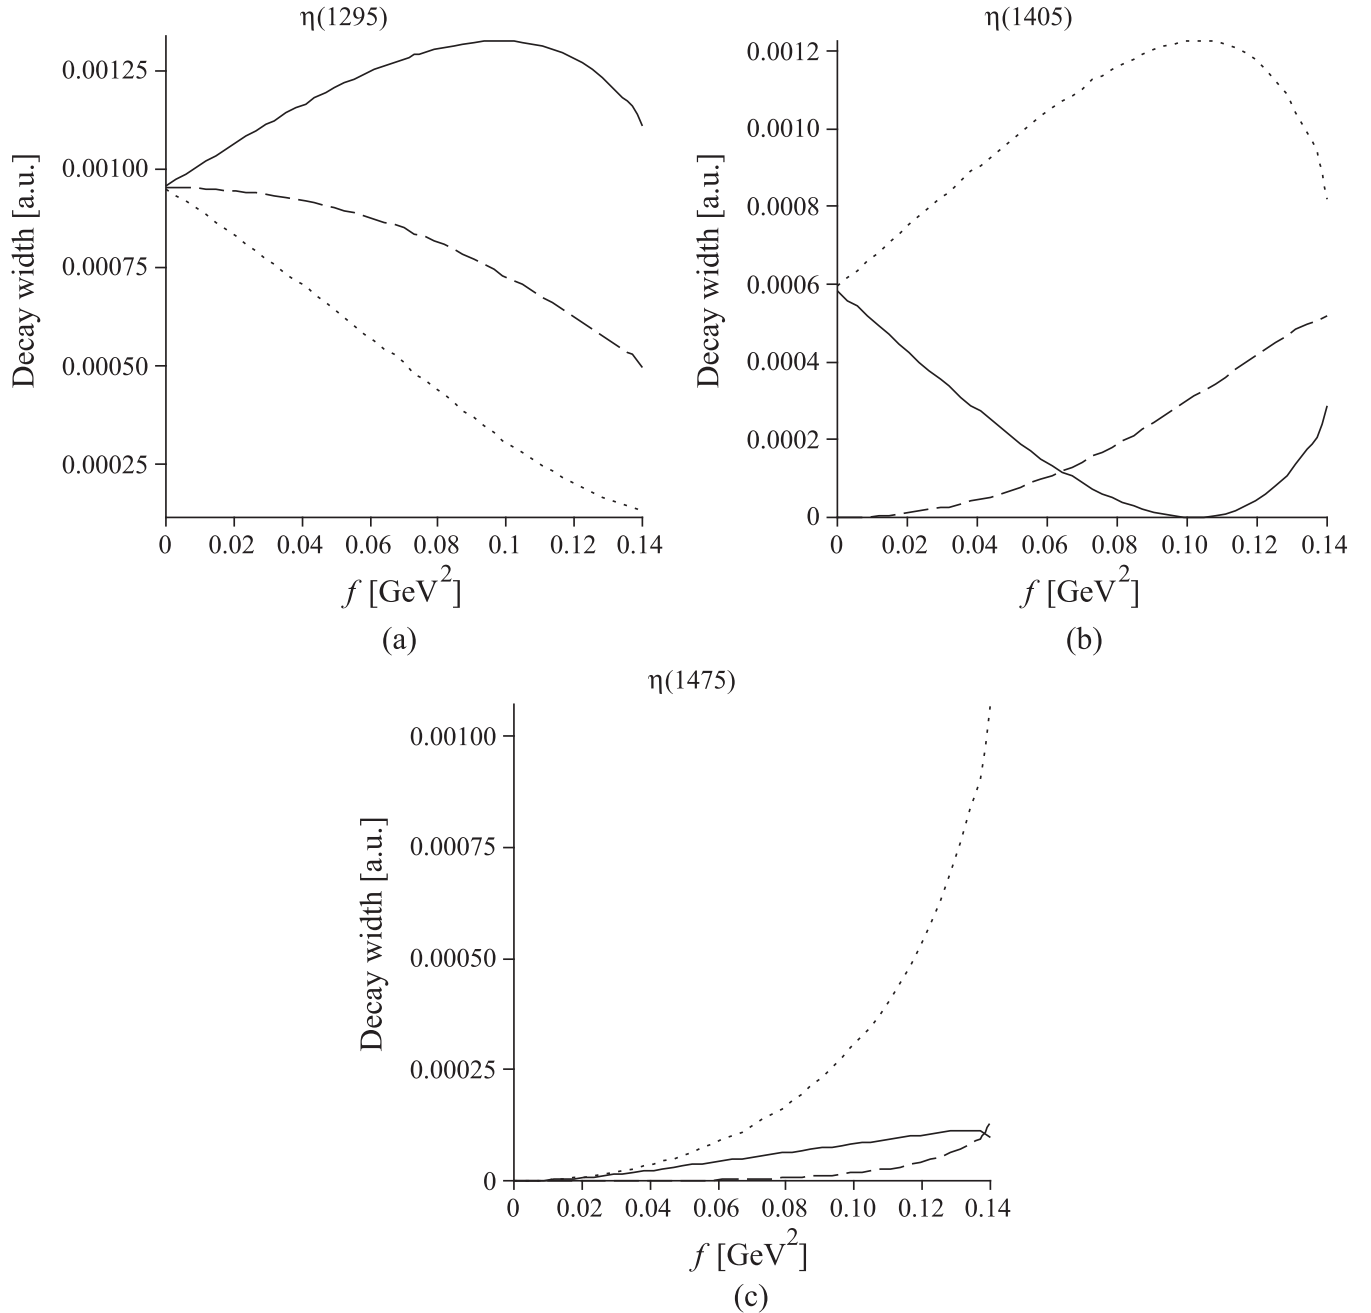 η(1295)
Decay width [a.u.]
0.00125
0.00100
0.00075
0.00050
0.00025
0 0.02 0.04 0.06 0.08 0.1 0.12 0.14
f [GeV²]
(a)
η(1405)
Decay width [a.u.]
0.0012
0.0010
0.0008
0.0006
0.0004
0.0002
0
0 0.02 0.04 0.06 0.08 0.10 0.12 0.14
f [GeV²]
(b)
η(1475)
Decay width [a.u.]
0.00100
0.00075
0.00050
0.00025
0
0 0.02 0.04 0.06 0.08 0.10 0.12 0.14
f [GeV²]
(c)